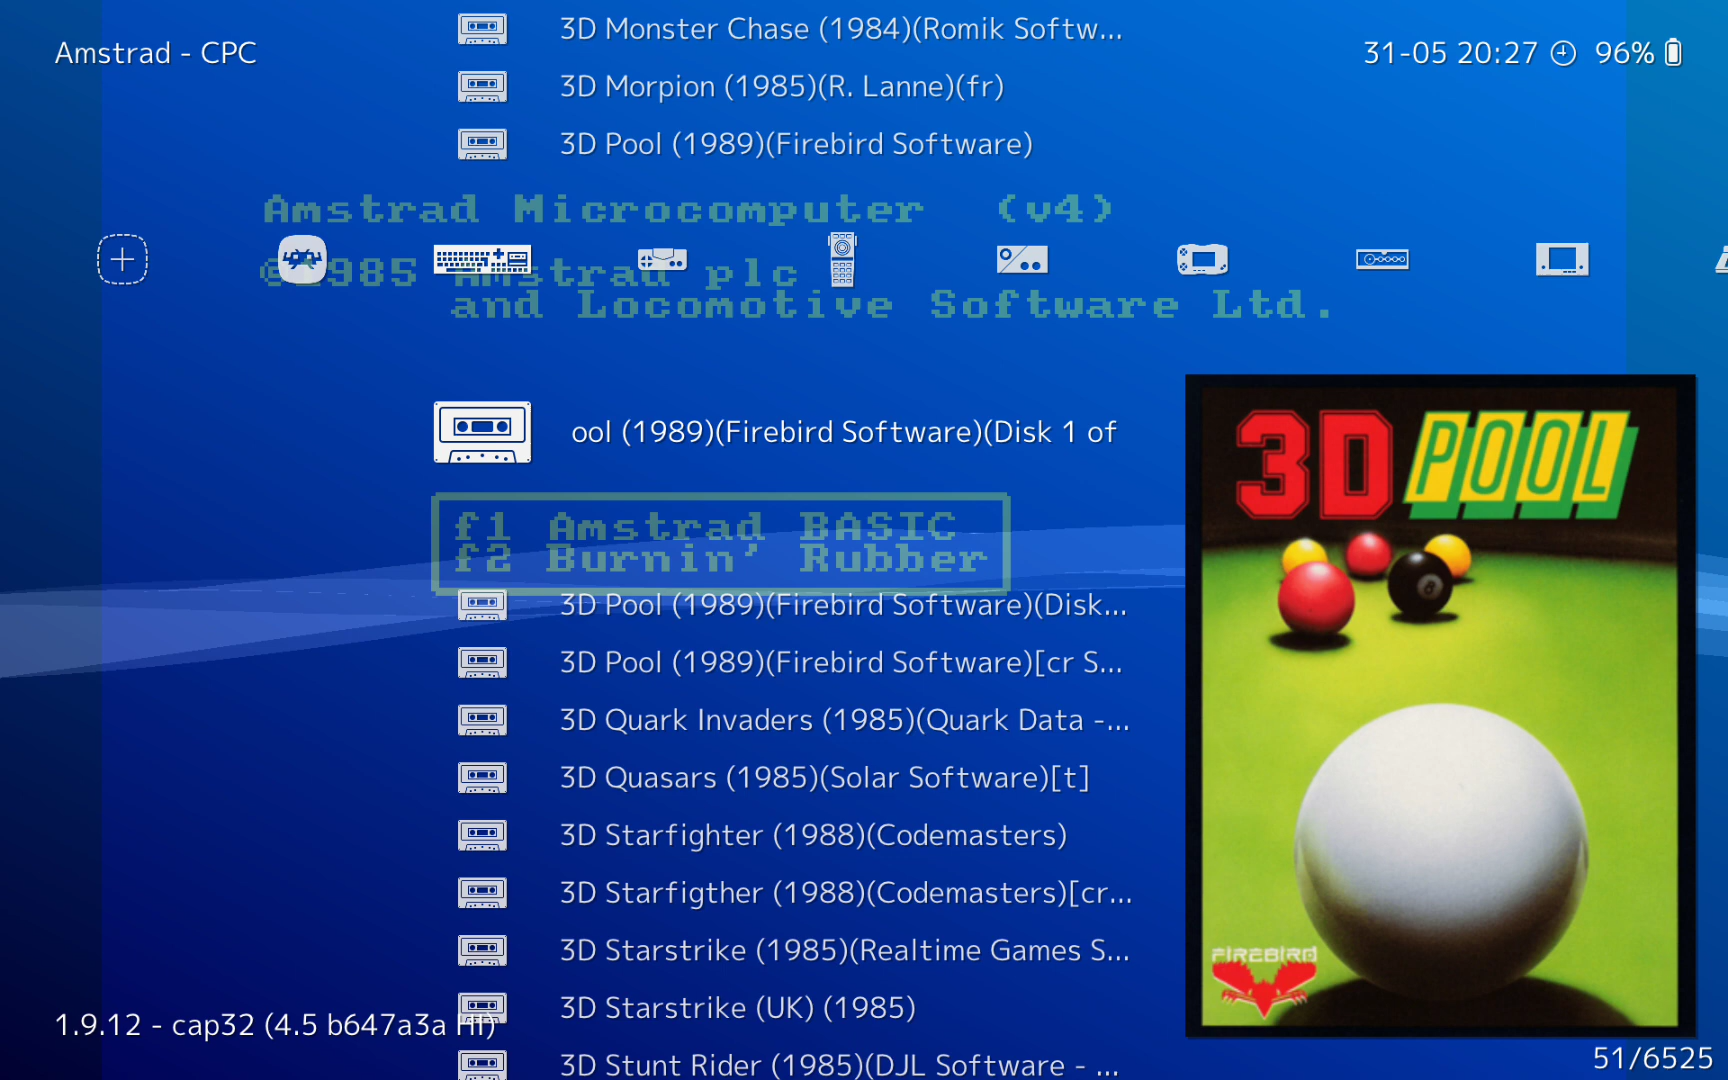 3D Monster Chase (1984)(Romik Softw...
Amstrad - CPC
31-05 20:27
96%
3D Morpion (1985)(R. Lanne)(fr)
3D Pool (1989)(Firebird Software)
Amstrad Microcomputer (v4)
©1985 Amstrad plc
and Locomotive Software Ltd.
ool (1989)(Firebird Software)(Disk 1 of
3D POOL
8
f1 Amstrad BASIC
f2 Burnin' Rubber
3D Pool (1989)(Firebird Software)(Disk...
3D Pool (1989)(Firebird Software)[cr S...
3D Quark Invaders (1985)(Quark Data -...
3D Quasars (1985)(Solar Software)[t]
3D Starfighter (1988)(Codemasters)
3D Starfigther (1988)(Codemasters)[cr...
3D Starstrike (1985)(Realtime Games S...
FIREBIRD
3D Starstrike (UK) (1985)
1.9.12 - cap32 (4.5 b647a3a HI)
3D Stunt Rider (1985)(DJL Software - ...
51/6525